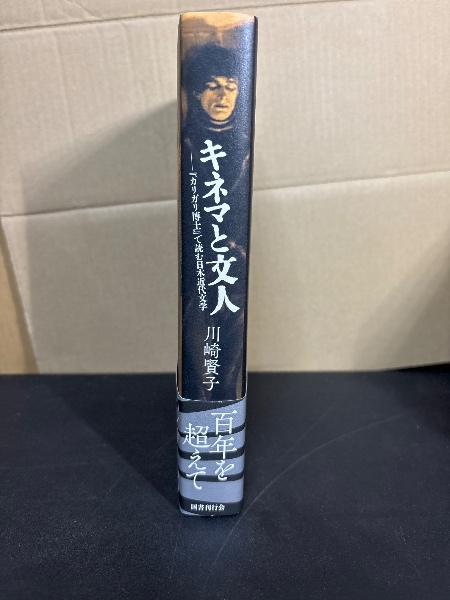 キネマと文人
──『カリガリ博士』で読む日本近代文学
川崎賢子
百年を
超えて
国書刊行会